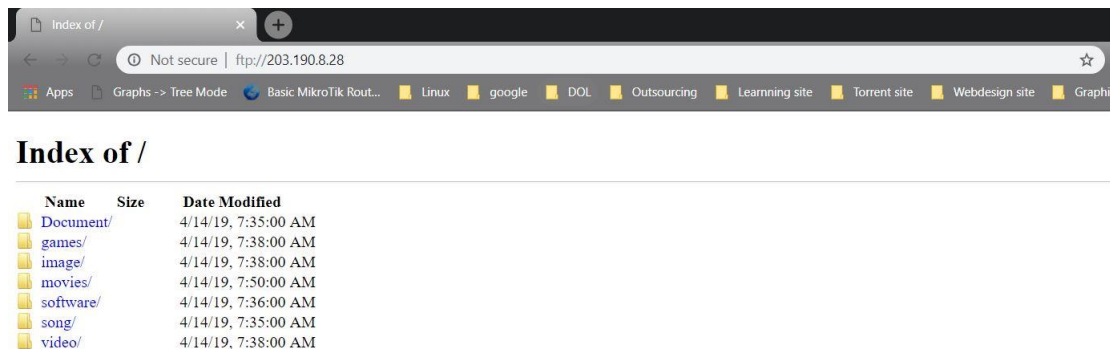 Index of /
Not secure | ftp://203.190.8.28
Apps Graphs -> Tree Mode Basic MikroTik Rout... Linux google DOL Outsourcing Learnning site Torrent site Webdesign site Graphi
Index of /
Name Size Date Modified
Document/ 4/14/19, 7:35:00 AM
games/ 4/14/19, 7:38:00 AM
image/ 4/14/19, 7:38:00 AM
movies/ 4/14/19, 7:50:00 AM
software/ 4/14/19, 7:36:00 AM
song/ 4/14/19, 7:35:00 AM
video/ 4/14/19, 7:38:00 AM